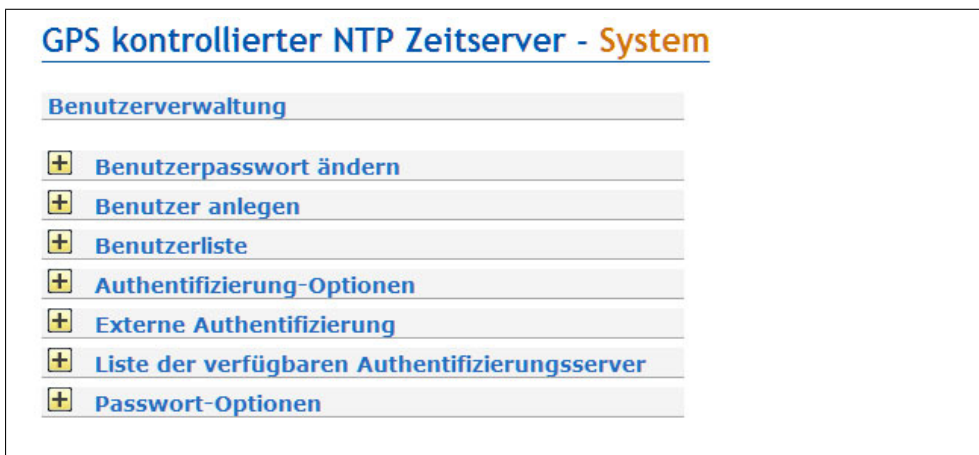 GPS kontrollierter NTP Zeitserver - System
Benutzerverwaltung
Benutzerpasswort ändern
Benutzer anlegen
Benutzerliste
Authentifizierung-Optionen
Externe Authentifizierung
Liste der verfügbaren Authentifizierungsserver
Passwort-Optionen